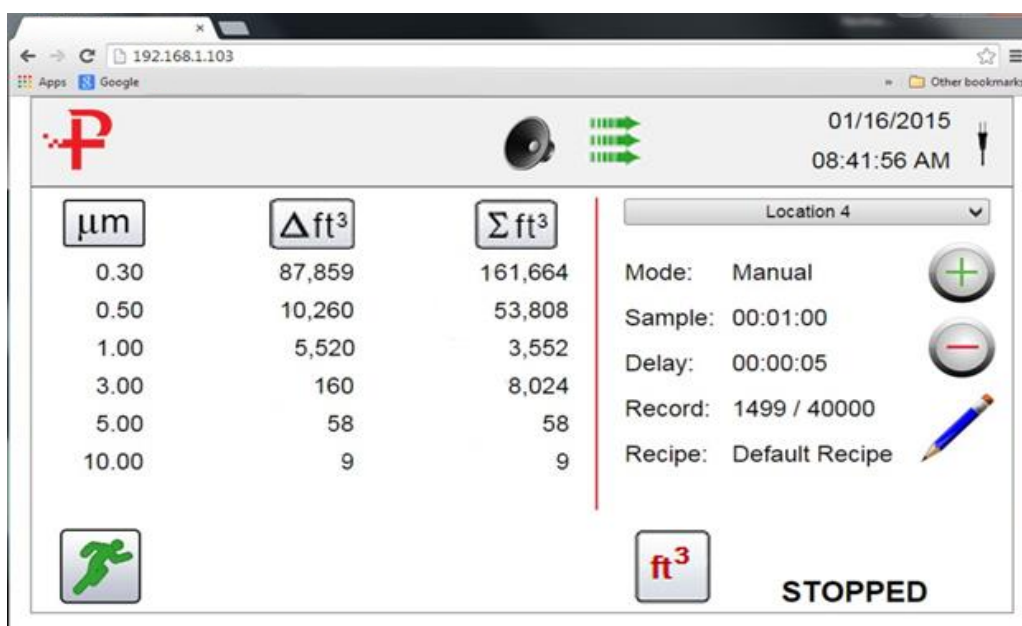 192.168.1.103
Apps Google Other bookmarks
01/16/2015
08:41:56 AM
µm Δft³ Σft³
Location 4
0.30 87,859 161,664
0.50 10,260 53,808
1.00 5,520 3,552
3.00 160 8,024
5.00 58 58
10.00 9 9
Mode: Manual
Sample: 00:01:00
Delay: 00:00:05
Record: 1499 / 40000
Recipe: Default Recipe
ft³
STOPPED